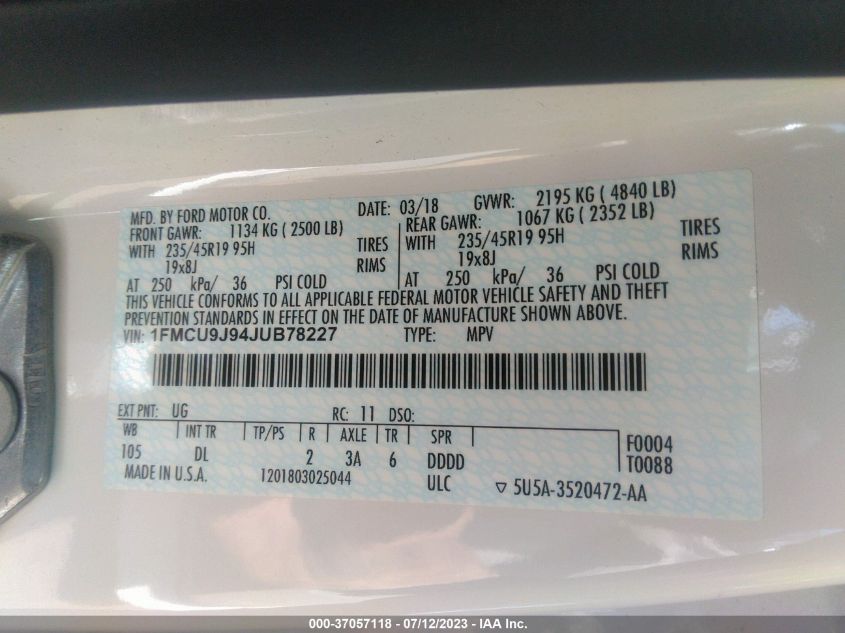 MFD. BY FORD MOTOR CO.
DATE: 03/18 GVWR: 2195 KG ( 4840 LB)
FRONT GAWR: 1134 KG ( 2500 LB)
REAR GAWR: 1067 KG ( 2352 LB)
WITH 235/45R19 95H TIRES
WITH 235/45R19 95H TIRES
19x8J RIMS
19x8J RIMS
AT 250 kPa/ 36 PSI COLD
AT 250 kPa/ 36 PSI COLD
THIS VEHICLE CONFORMS TO ALL APPLICABLE FEDERAL MOTOR VEHICLE SAFETY AND THEFT
PREVENTION STANDARDS IN EFFECT ON THE DATE OF MANUFACTURE SHOWN ABOVE.
VIN: 1FMCU9J94JUB78227 TYPE: MPV
EXT PNT: UG RC: 11 DSO:
WB INT TR TP/PS R AXLE TR SPR
105 DL 2 3A 6 DDDD
F0004
T0088
MADE IN U.S.A. 1201803025044 ULC ▽ 5U5A-3520472-AA
000-37057118 - 07/12/2023 - IAA Inc.